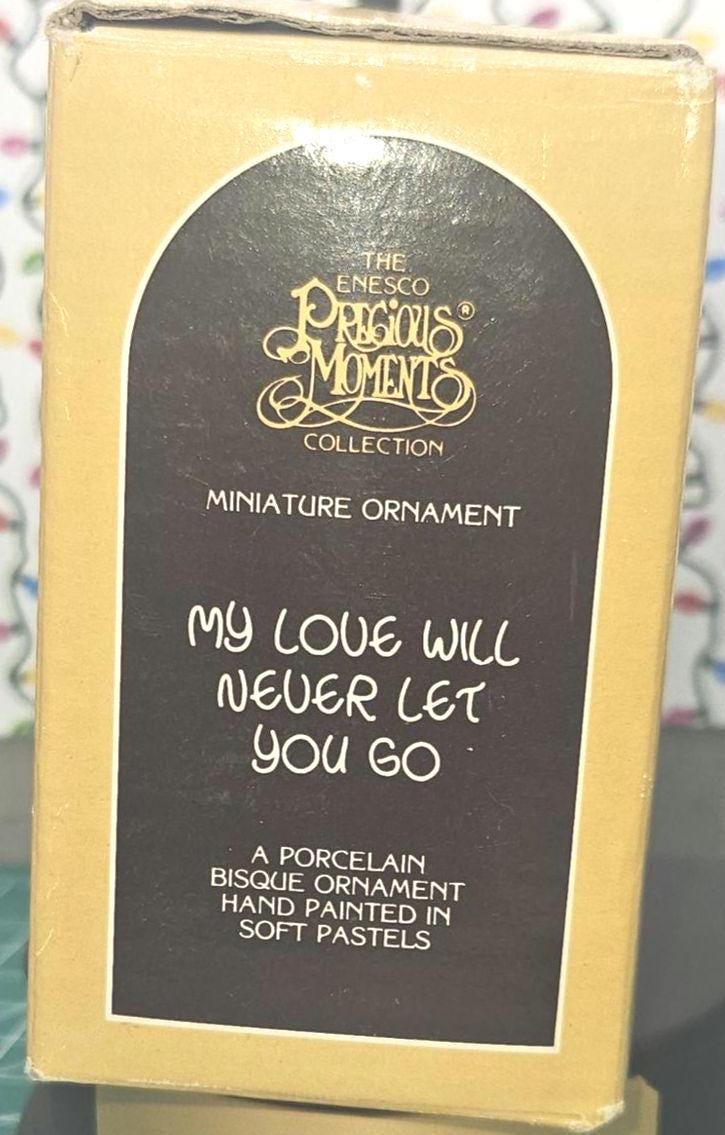 THE
ENESCO
PRECIOUS®
MOMENTS
COLLECTION
MINIATURE ORNAMENT
MY LOVE WILL
NEVER LET
YOU GO
A PORCELAIN
BISQUE ORNAMENT
HAND PAINTED IN
SOFT PASTELS